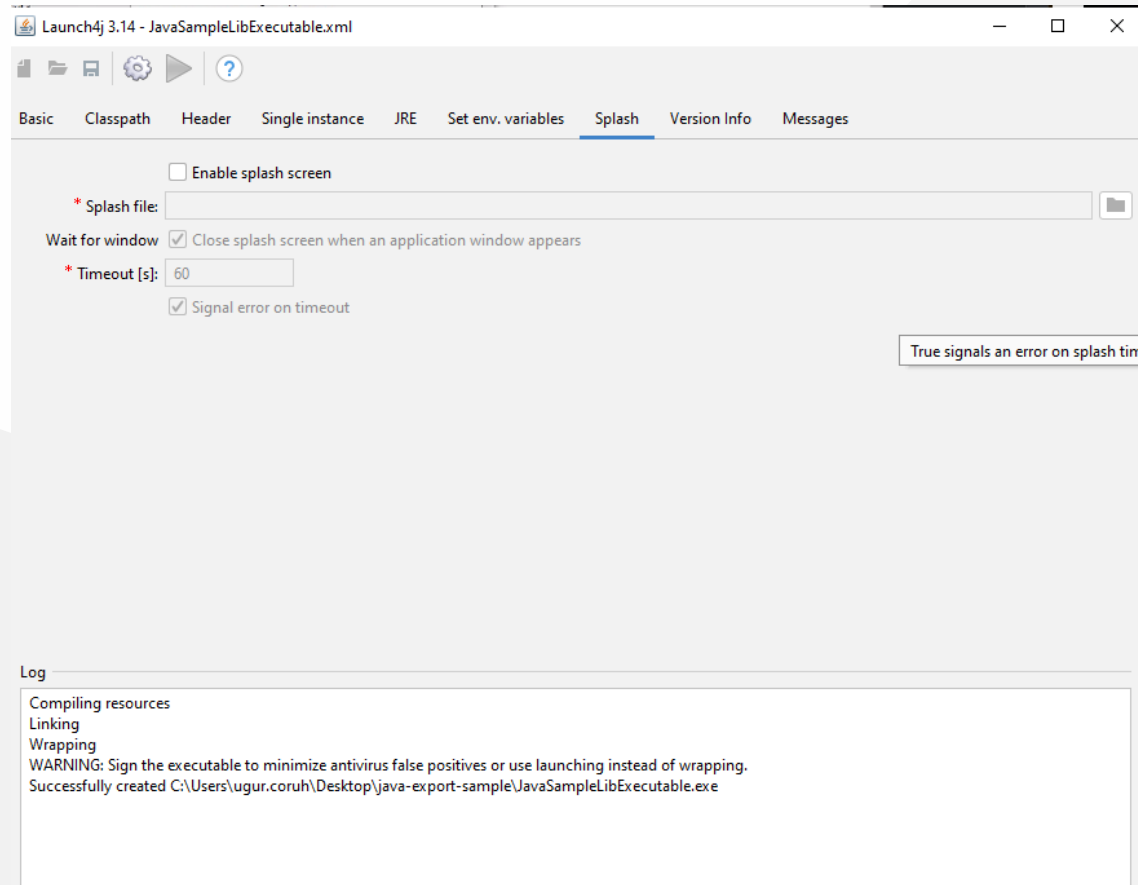 Launch4j 3.14 - JavaSampleLibExecutable.xml
?
Basic Classpath Header Single instance JRE Set env. variables Splash Version Info Messages
Enable splash screen
* Splash file:
Wait for window Close splash screen when an application window appears
* Timeout [s]: 60
Signal error on timeout
True signals an error on splash tim
Log
Compiling resources
Linking
Wrapping
WARNING: Sign the executable to minimize antivirus false positives or use launching instead of wrapping.
Successfully created C:\Users\ugur.coruh\Desktop\java-export-sample\JavaSampleLibExecutable.exe